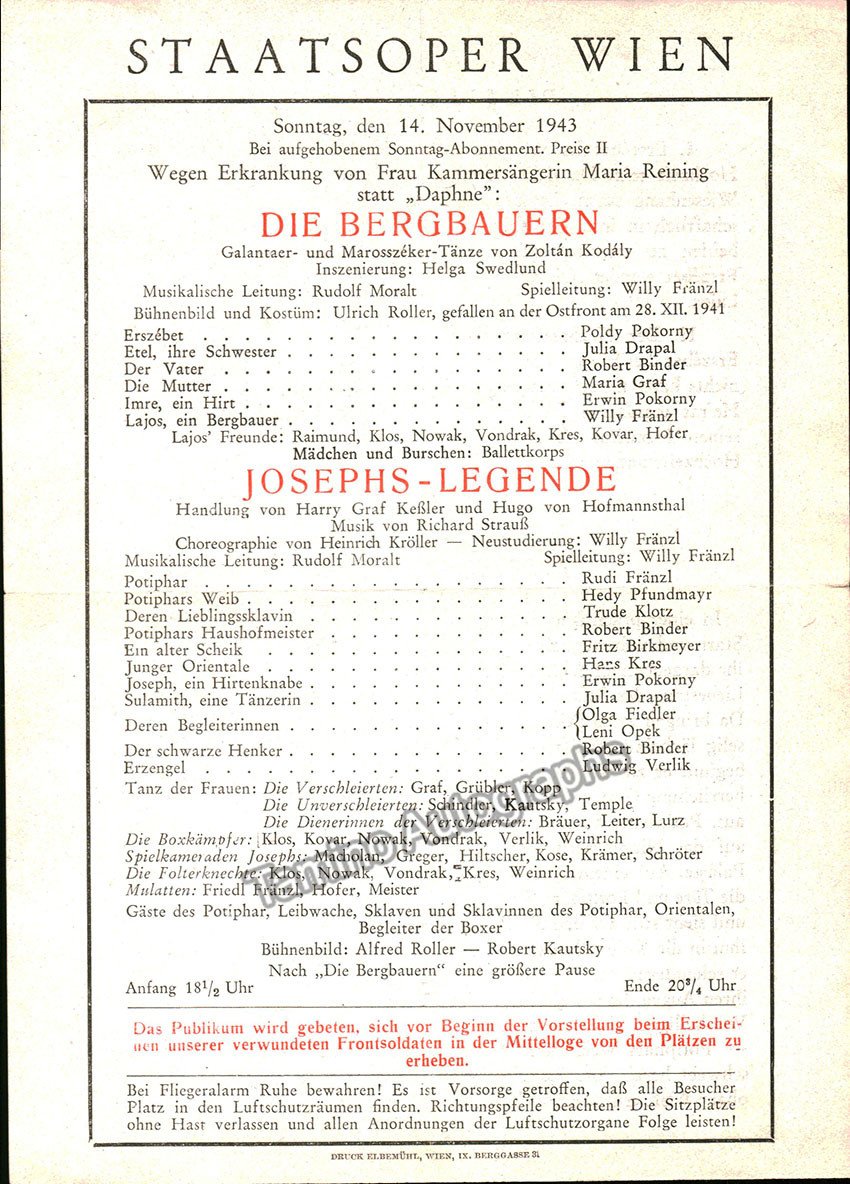 STAATSOPER WIEN
Sonntag, den 14. November 1943
Bei aufgehobenem Sonntag-Abonnement. Preise II
Wegen Erkrankung von Frau Kammersängerin Maria Reining
statt „Daphne":
DIE BERGBAUERN
Galantaer- und Marosszéker-Tänze von Zoltán Kodály
Inszenierung: Helga Swedlund
Musikalische Leitung: Rudolf Moralt Spielleitung: Willy Fränzl
Bühnenbild und Kostüm: Ulrich Roller, gefallen an der Ostfront am 28. XII. 1941
Erszébet . . . . . . . . . . . . . . . . . . Poldy Pokorny
Etel, ihre Schwester . . . . . . . . . . . . . . Julia Drapal
Der Vater . . . . . . . . . . . . . . . . . Robert Binder
Die Mutter . . . . . . . . . . . . . . . . . Maria Graf
Imre, ein Hirt . . . . . . . . . . . . . . . . Erwin Pokorny
Lajos, ein Bergbauer . . . . . . . . . . . . . . Willy Fränzl
Lajos' Freunde: Raimund, Klos, Nowak, Vondrak, Kres, Kovar, Hofer
Mädchen und Burschen: Ballettkorps
JOSEPHS-LEGENDE
Handlung von Harry Graf Keßler und Hugo von Hofmannsthal
Musik von Richard Strauß
Choreographie von Heinrich Kröller — Neustudierung: Willy Fränzl
Musikalische Leitung: Rudolf Moralt Spielleitung: Willy Fränzl
Potiphar . . . . . . . . . . . . . . . . . . Rudi Fränzl
Potiphars Weib . . . . . . . . . . . . . . . . Hedy Pfundmayr
Deren Lieblingssklavin . . . . . . . . . . . . . Trude Klotz
Potiphars Haushofmeister . . . . . . . . . . . . Robert Binder
Ein alter Scheik . . . . . . . . . . . . . . . Fritz Birkmeyer
Junger Orientale . . . . . . . . . . . . . . . Hans Kres
Joseph, ein Hirtenknabe . . . . . . . . . . . . . Erwin Pokorny
Sulamith, eine Tänzerin . . . . . . . . . . . . . Julia Drapal
Deren Begleiterinnen . . . . . . . . . . . . . . {Olga Fiedler
Leni Opek
Der schwarze Henker . . . . . . . . . . . . . . Robert Binder
Erzengel . . . . . . . . . . . . . . . . . . Ludwig Verlik
Tanz der Frauen: Die Verschleierten: Graf, Grübler, Kopp
Die Unverschleierten: Schindler, Kautsky, Temple
Die Dienerinnen der Verschleierten: Bräuer, Leiter, Lurz
Die Boxkämpfer: Klos, Kovar, Nowak, Vondrak, Verlik, Weinrich
Spielkameraden Josephs: Macholan, Greger, Hiltscher, Kose, Krämer, Schröter
Die Folterknechte: Klos, Nowak, Vondrak, Kres, Weinrich
Mulatten: Friedl Fränzl, Hofer, Meister
Gäste des Potiphar, Leibwache, Sklaven und Sklavinnen des Potiphar, Orientalen,
Begleiter der Boxer
Bühnenbild: Alfred Roller — Robert Kautsky
Nach „Die Bergbauern" eine größere Pause
Anfang 18½ Uhr Ende 20¾ Uhr
Das Publikum wird gebeten, sich vor Beginn der Vorstellung beim Erschei-
nen unserer verwundeten Frontsoldaten in der Mittelloge von den Plätzen zu
erheben.
Bei Fliegeralarm Ruhe bewahren! Es ist Vorsorge getroffen, daß alle Besucher
Platz in den Luftschutzräumen finden. Richtungspfeile beachten! Die Sitzplätze
ohne Hast verlassen und allen Anordnungen der Luftschutzorgane Folge leisten!
DRUCK ELBEMÜHL, WIEN, IX. BERGGASSE 31
Tamino Autographs